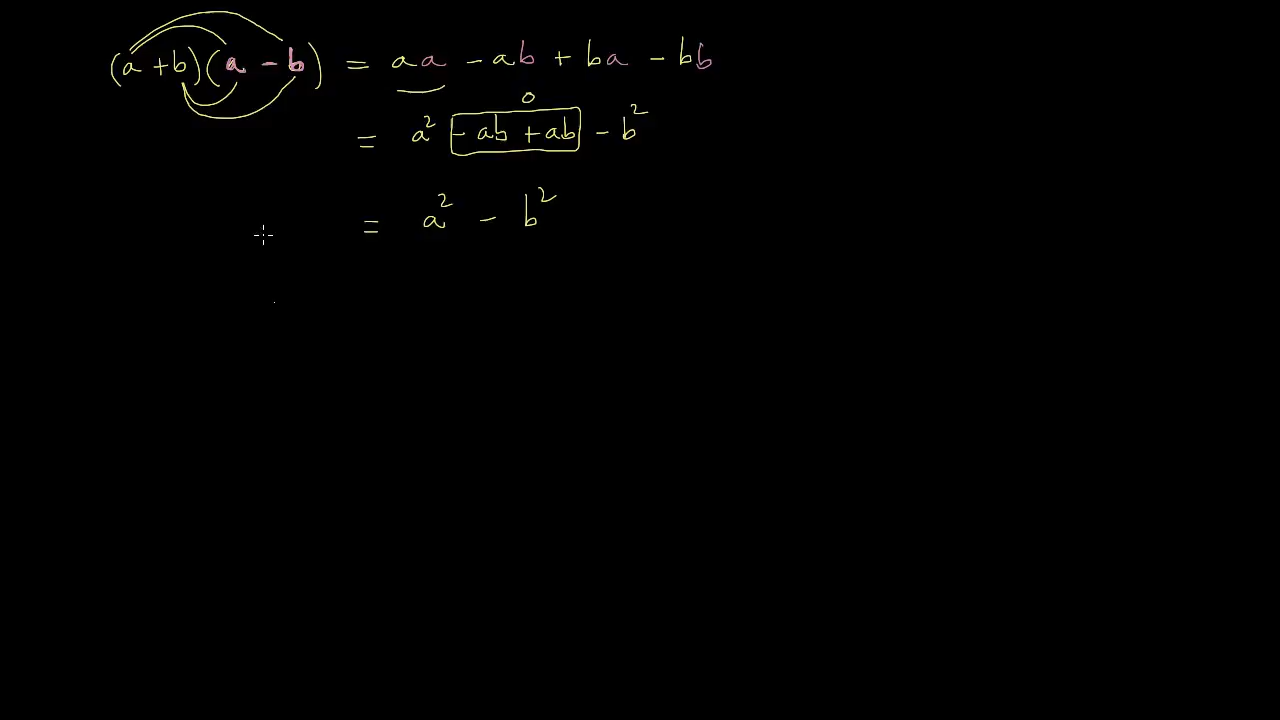 (a + b)(a - b) = aa - ab + ba - bb
0
= a² - ab + ab - b²
= a² - b²